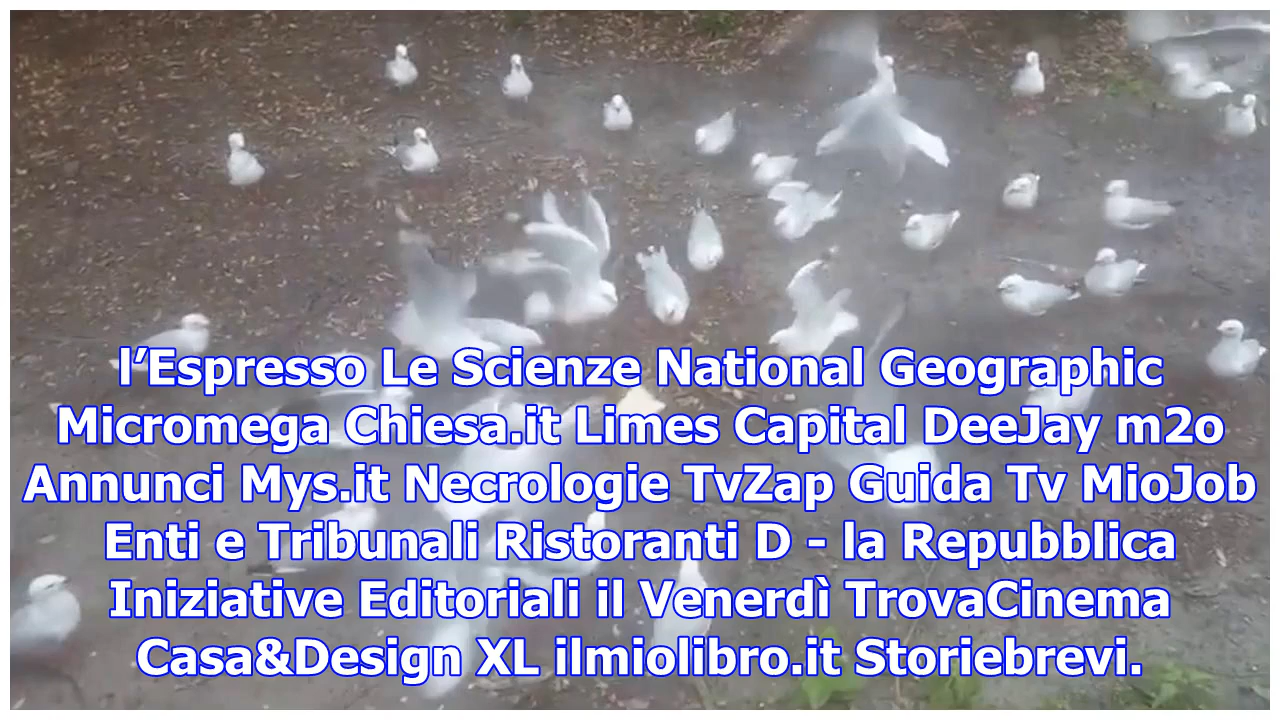 l’Espresso Le Scienze National Geographic
Micromega Chiesa.it Limes Capital DeeJay m2o
Annunci Mys.it Necrologie TvZap Guida Tv MioJob
Enti e Tribunali Ristoranti D - la Repubblica
Iniziative Editoriali il Venerdì TrovaCinema
Casa&Design XL ilmiolibro.it Storiebrevi.